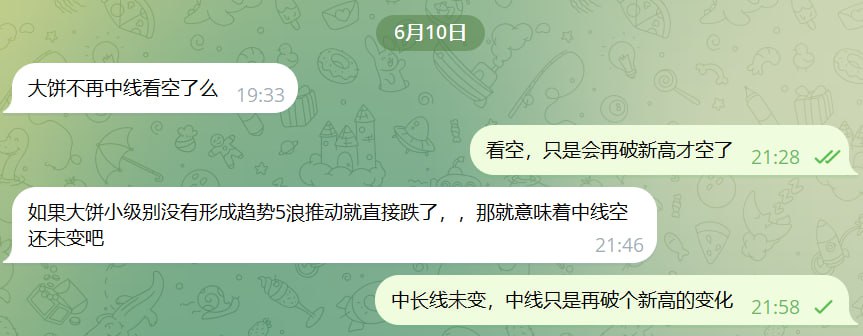 6月10日
大饼不再中线看空了么 19:33
看空，只是会再破新高才空了 21:28
如果大饼小级别没有形成趋势5浪推动就直接跌了，，那就意味着中线空
还未变吧 21:46
中长线未变，中线只是再破个新高的变化 21:58